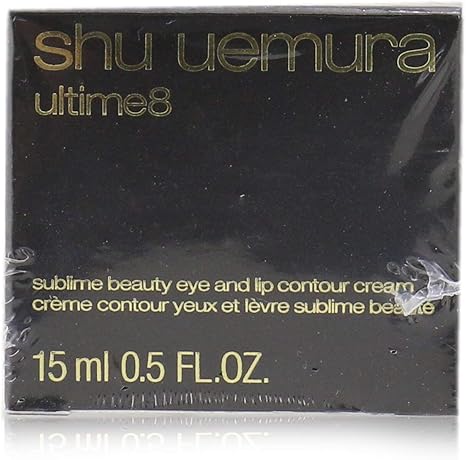 shu uemura
ultime8
sublime beauty eye and lip contour cream
crème contour yeux et lèvre sublime beauté
15 ml 0.5 FL.OZ.